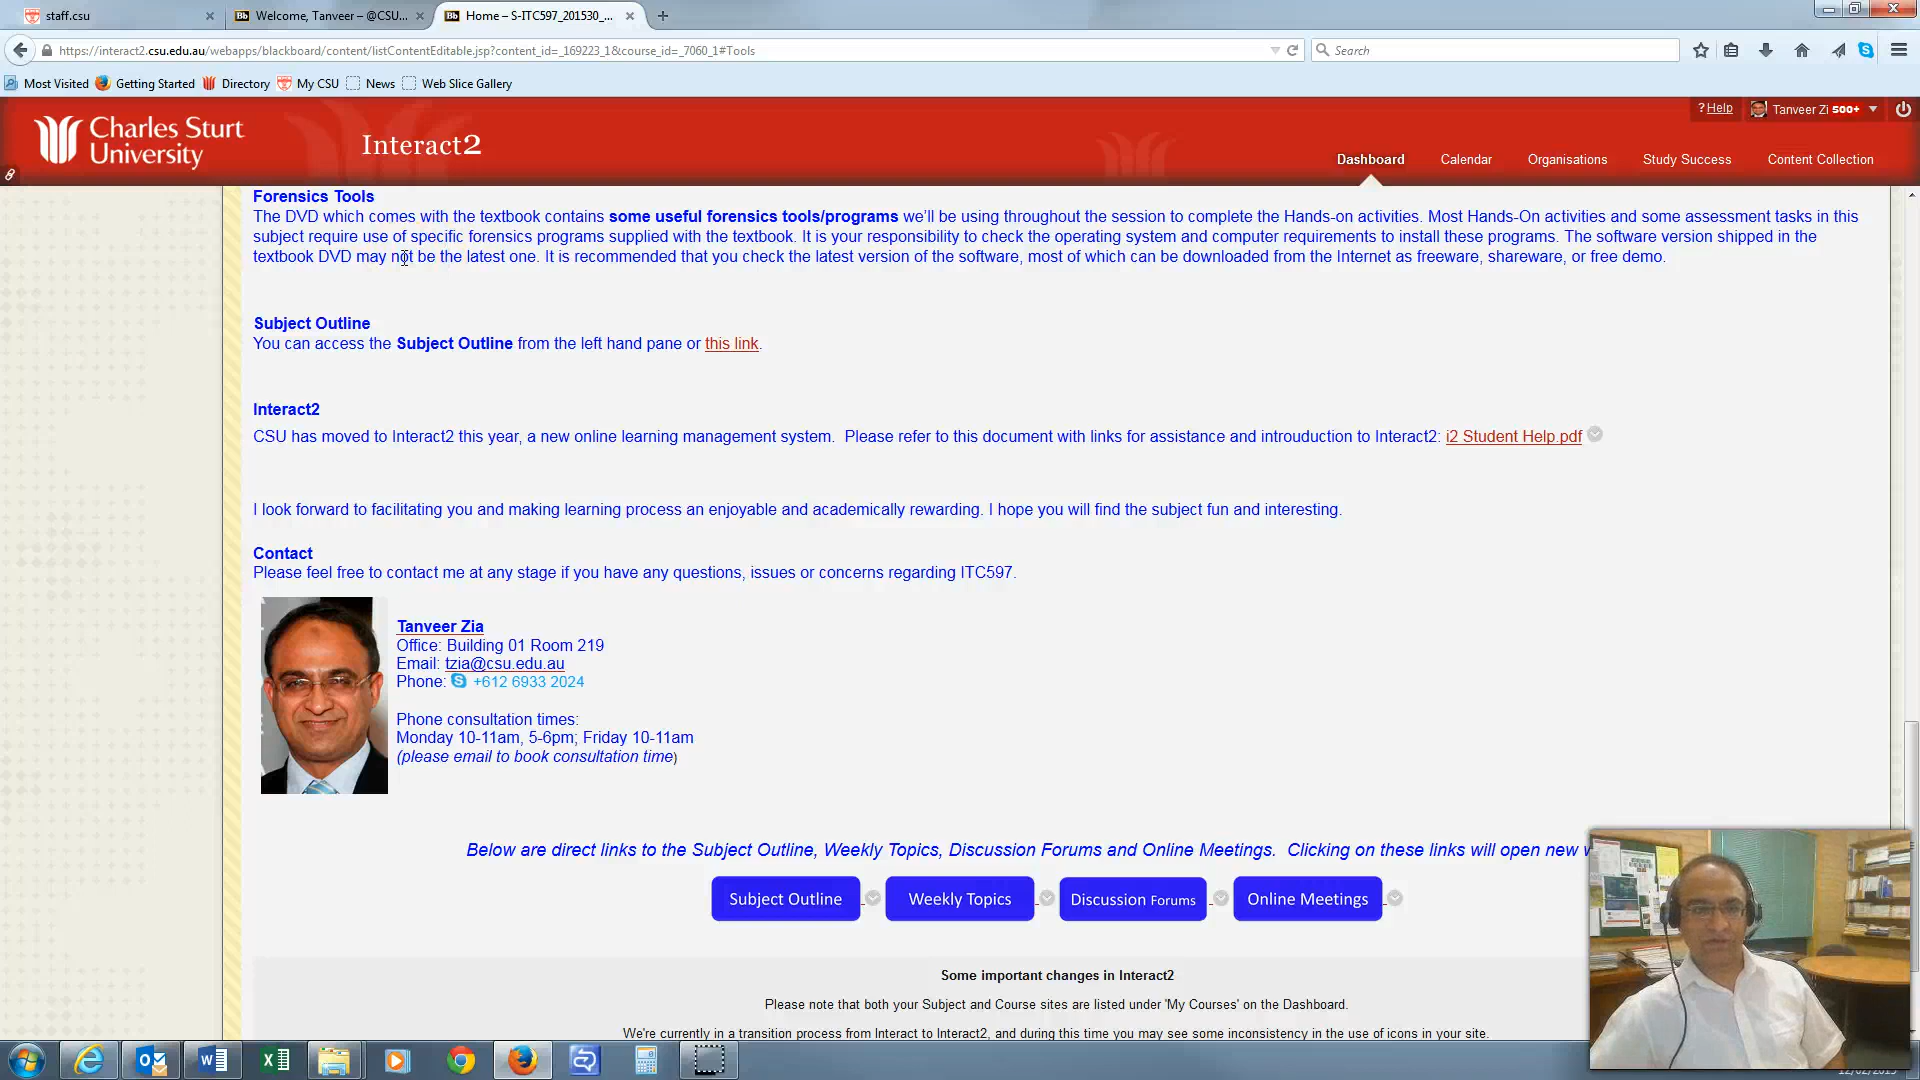 staff.csu
Welcome, Tanveer – @CSU...
Home – S-ITC597_201530_...
https://interact2.csu.edu.au/webapps/blackboard/content/listContentEditable.jsp?content_id=_169223_1&course_id=_7060_1#Tools
Search
Most Visited
Getting Started
Directory
My CSU
News
Web Slice Gallery
Charles Sturt
University
Interact2
? Help
Tanveer Zi 500+
Dashboard
Calendar
Organisations
Study Success
Content Collection
Forensics Tools
The DVD which comes with the textbook contains some useful forensics tools/programs we'll be using throughout the session to complete the Hands-on activities. Most Hands-On activities and some assessment tasks in this
subject require use of specific forensics programs supplied with the textbook. It is your responsibility to check the operating system and computer requirements to install these programs. The software version shipped in the
textbook DVD may not be the latest one. It is recommended that you check the latest version of the software, most of which can be downloaded from the Internet as freeware, shareware, or free demo.
Subject Outline
You can access the Subject Outline from the left hand pane or this link.
Interact2
CSU has moved to Interact2 this year, a new online learning management system.  Please refer to this document with links for assistance and introuduction to Interact2: i2 Student Help.pdf
I look forward to facilitating you and making learning process an enjoyable and academically rewarding. I hope you will find the subject fun and interesting.
Contact
Please feel free to contact me at any stage if you have any questions, issues or concerns regarding ITC597.
Tanveer Zia
Office: Building 01 Room 219
Email: tzia@csu.edu.au
Phone: +612 6933 2024
Phone consultation times:
Monday 10-11am, 5-6pm; Friday 10-11am
(please email to book consultation time)
Below are direct links to the Subject Outline, Weekly Topics, Discussion Forums and Online Meetings.  Clicking on these links will open new
Subject Outline
Weekly Topics
Discussion Forums
Online Meetings
Some important changes in Interact2
Please note that both your Subject and Course sites are listed under 'My Courses' on the Dashboard.
We're currently in a transition process from Interact to Interact2, and during this time you may see some inconsistency in the use of icons in your site.